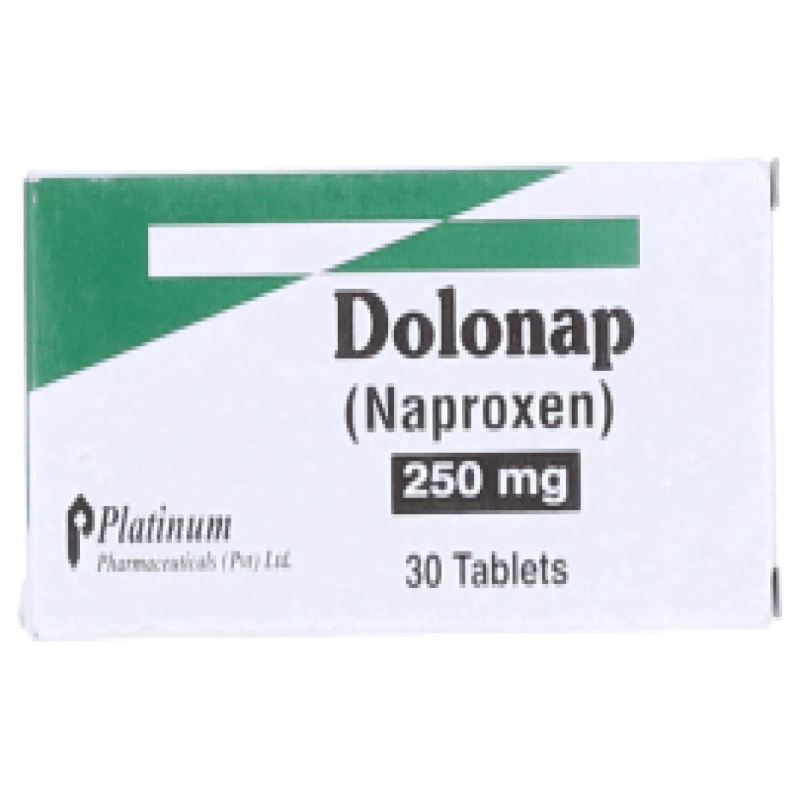 Dolonap
(Naproxen)
250 mg
30 Tablets
Platinum
Pharmaceuticals (Pvt) Ltd.